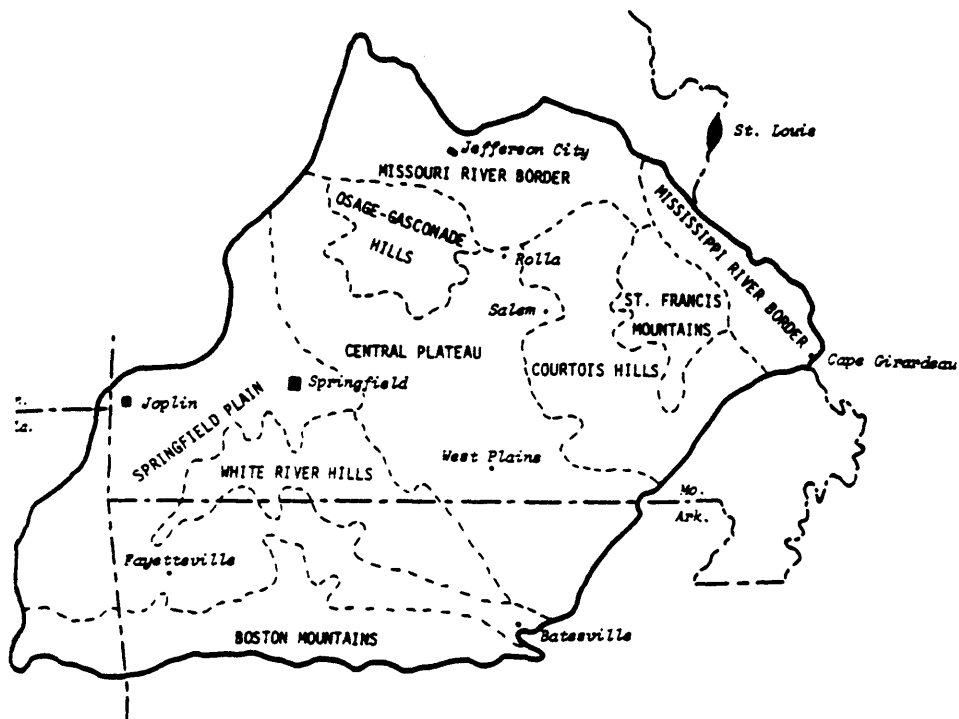 St. Louis
Jefferson City
MISSOURI RIVER BORDER
MISSISSIPPI RIVER BORDER
OSAGE-GASCONADE
HILLS
Rolla
Salem
ST. FRANCIS
MOUNTAINS
CENTRAL PLATEAU
COURTOIS HILLS
Cape Girardeau
Springfield
Joplin
SPRINGFIELD PLAIN
WHITE RIVER HILLS
West Plains
Mo.
Ark.
Fayetteville
BOSTON MOUNTAINS
Batesville